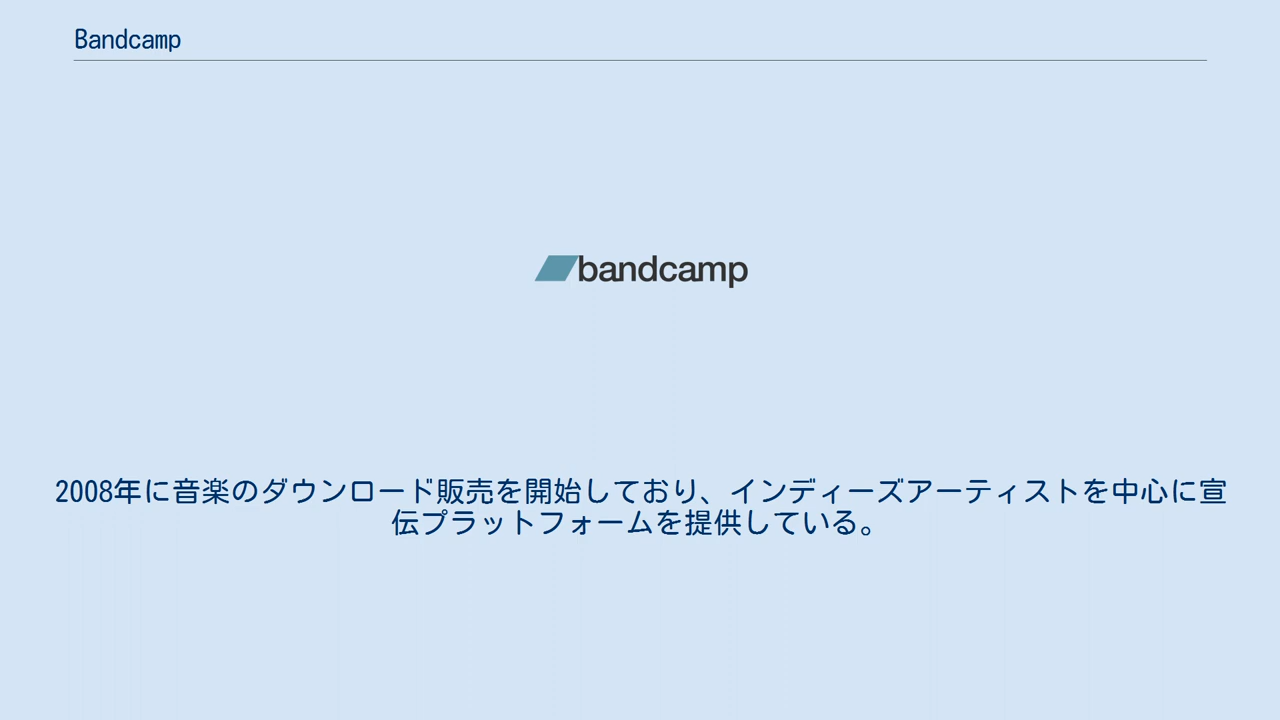 Bandcamp
bandcamp
2008年に音楽のダウンロード販売を開始しており、インディーズアーティストを中心に宣
伝プラットフォームを提供している。